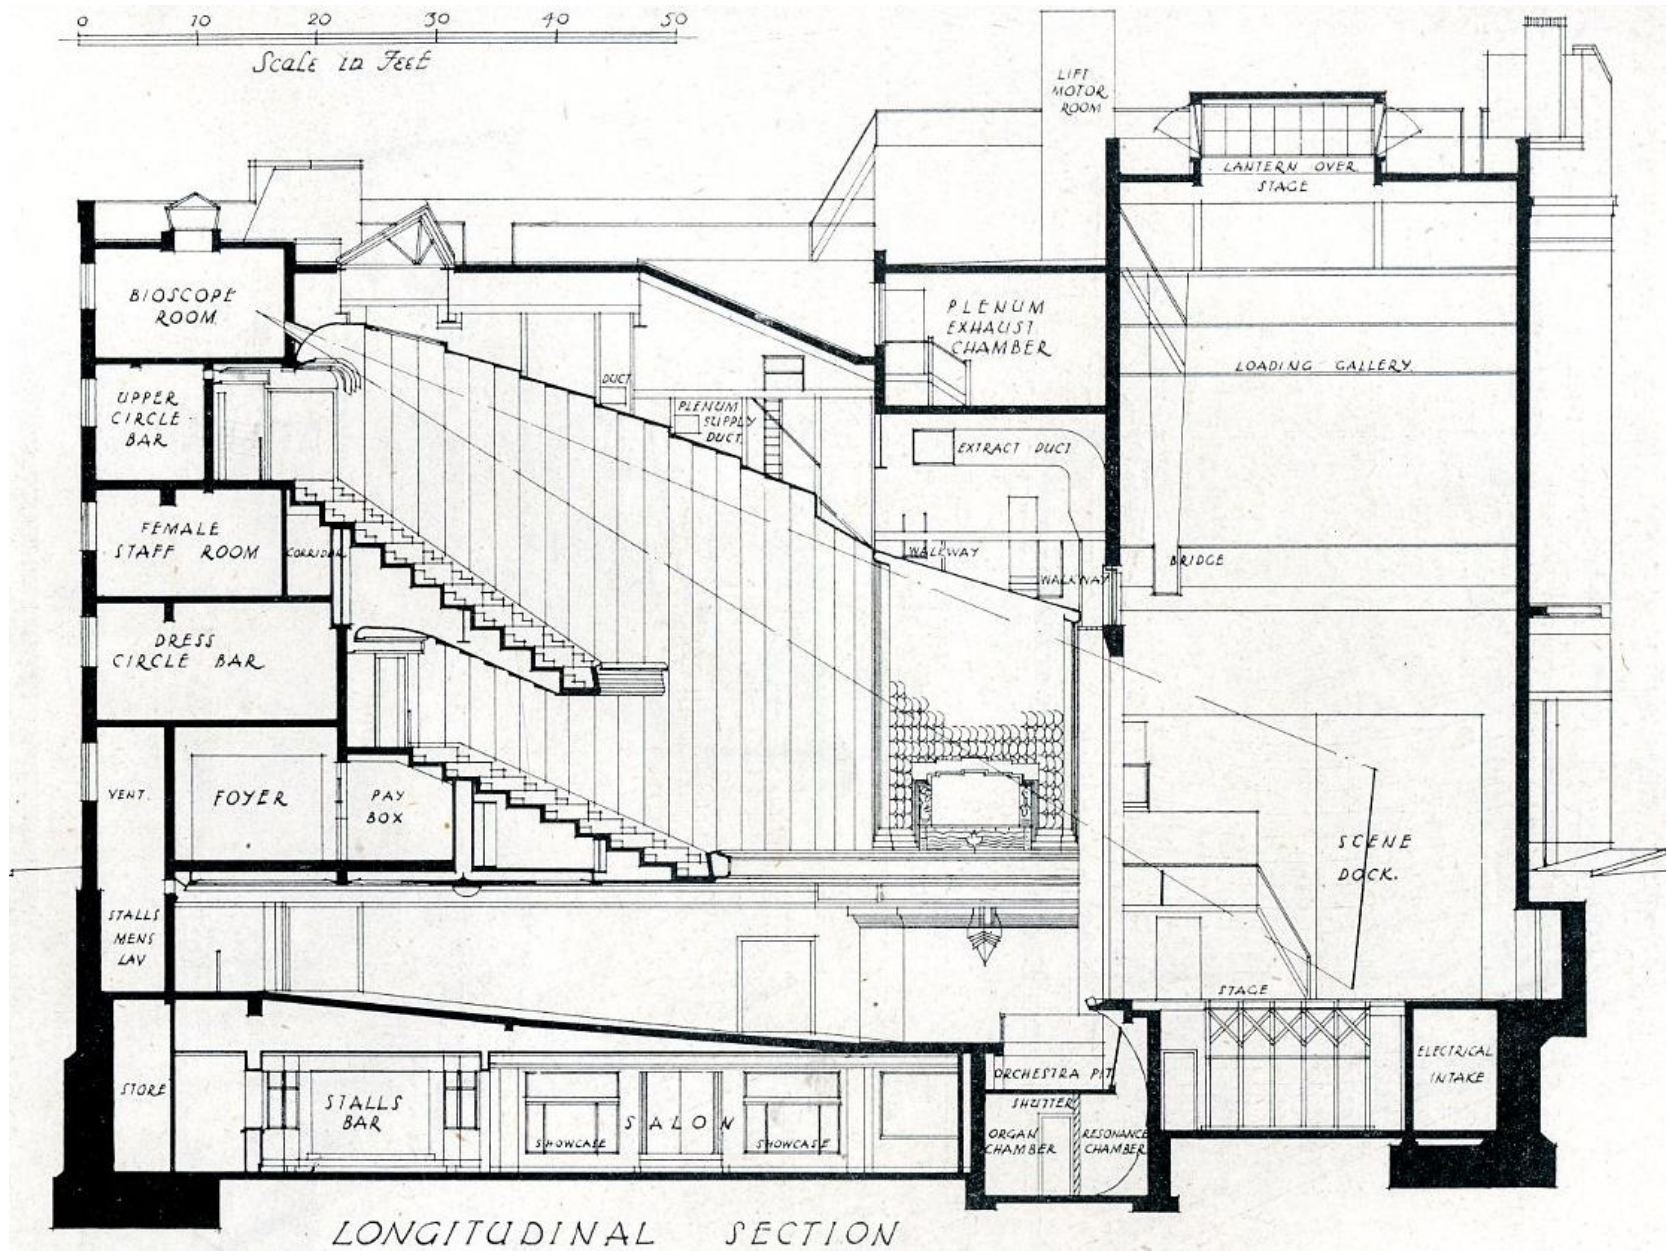 0 10 20 30 40 50
Scale in Feet
LIFT
MOTOR
ROOM
LANTERN OVER
STAGE
BIOSCOPE
ROOM
PLENUM
EXHAUST
CHAMBER
LOADING GALLERY
UPPER
CIRCLE
BAR
DUCT
PLENUM
SUPPLY
DUCT
EXTRACT DUCT
FEMALE
STAFF ROOM
CORRIDOR
WALKWAY
WALKWAY
BRIDGE
DRESS
CIRCLE BAR
VENT.
FOYER
PAY
BOX
SCENE
DOCK.
STALLS
MENS
LAV
STAGE
STORE
STALLS
BAR
SALON
SHOWCASE
SHOWCASE
ORCHESTRA PIT
SHUTTER
ORGAN
CHAMBER
RESONANCE
CHAMBER
ELECTRICAL
INTAKE
LONGITUDINAL SECTION